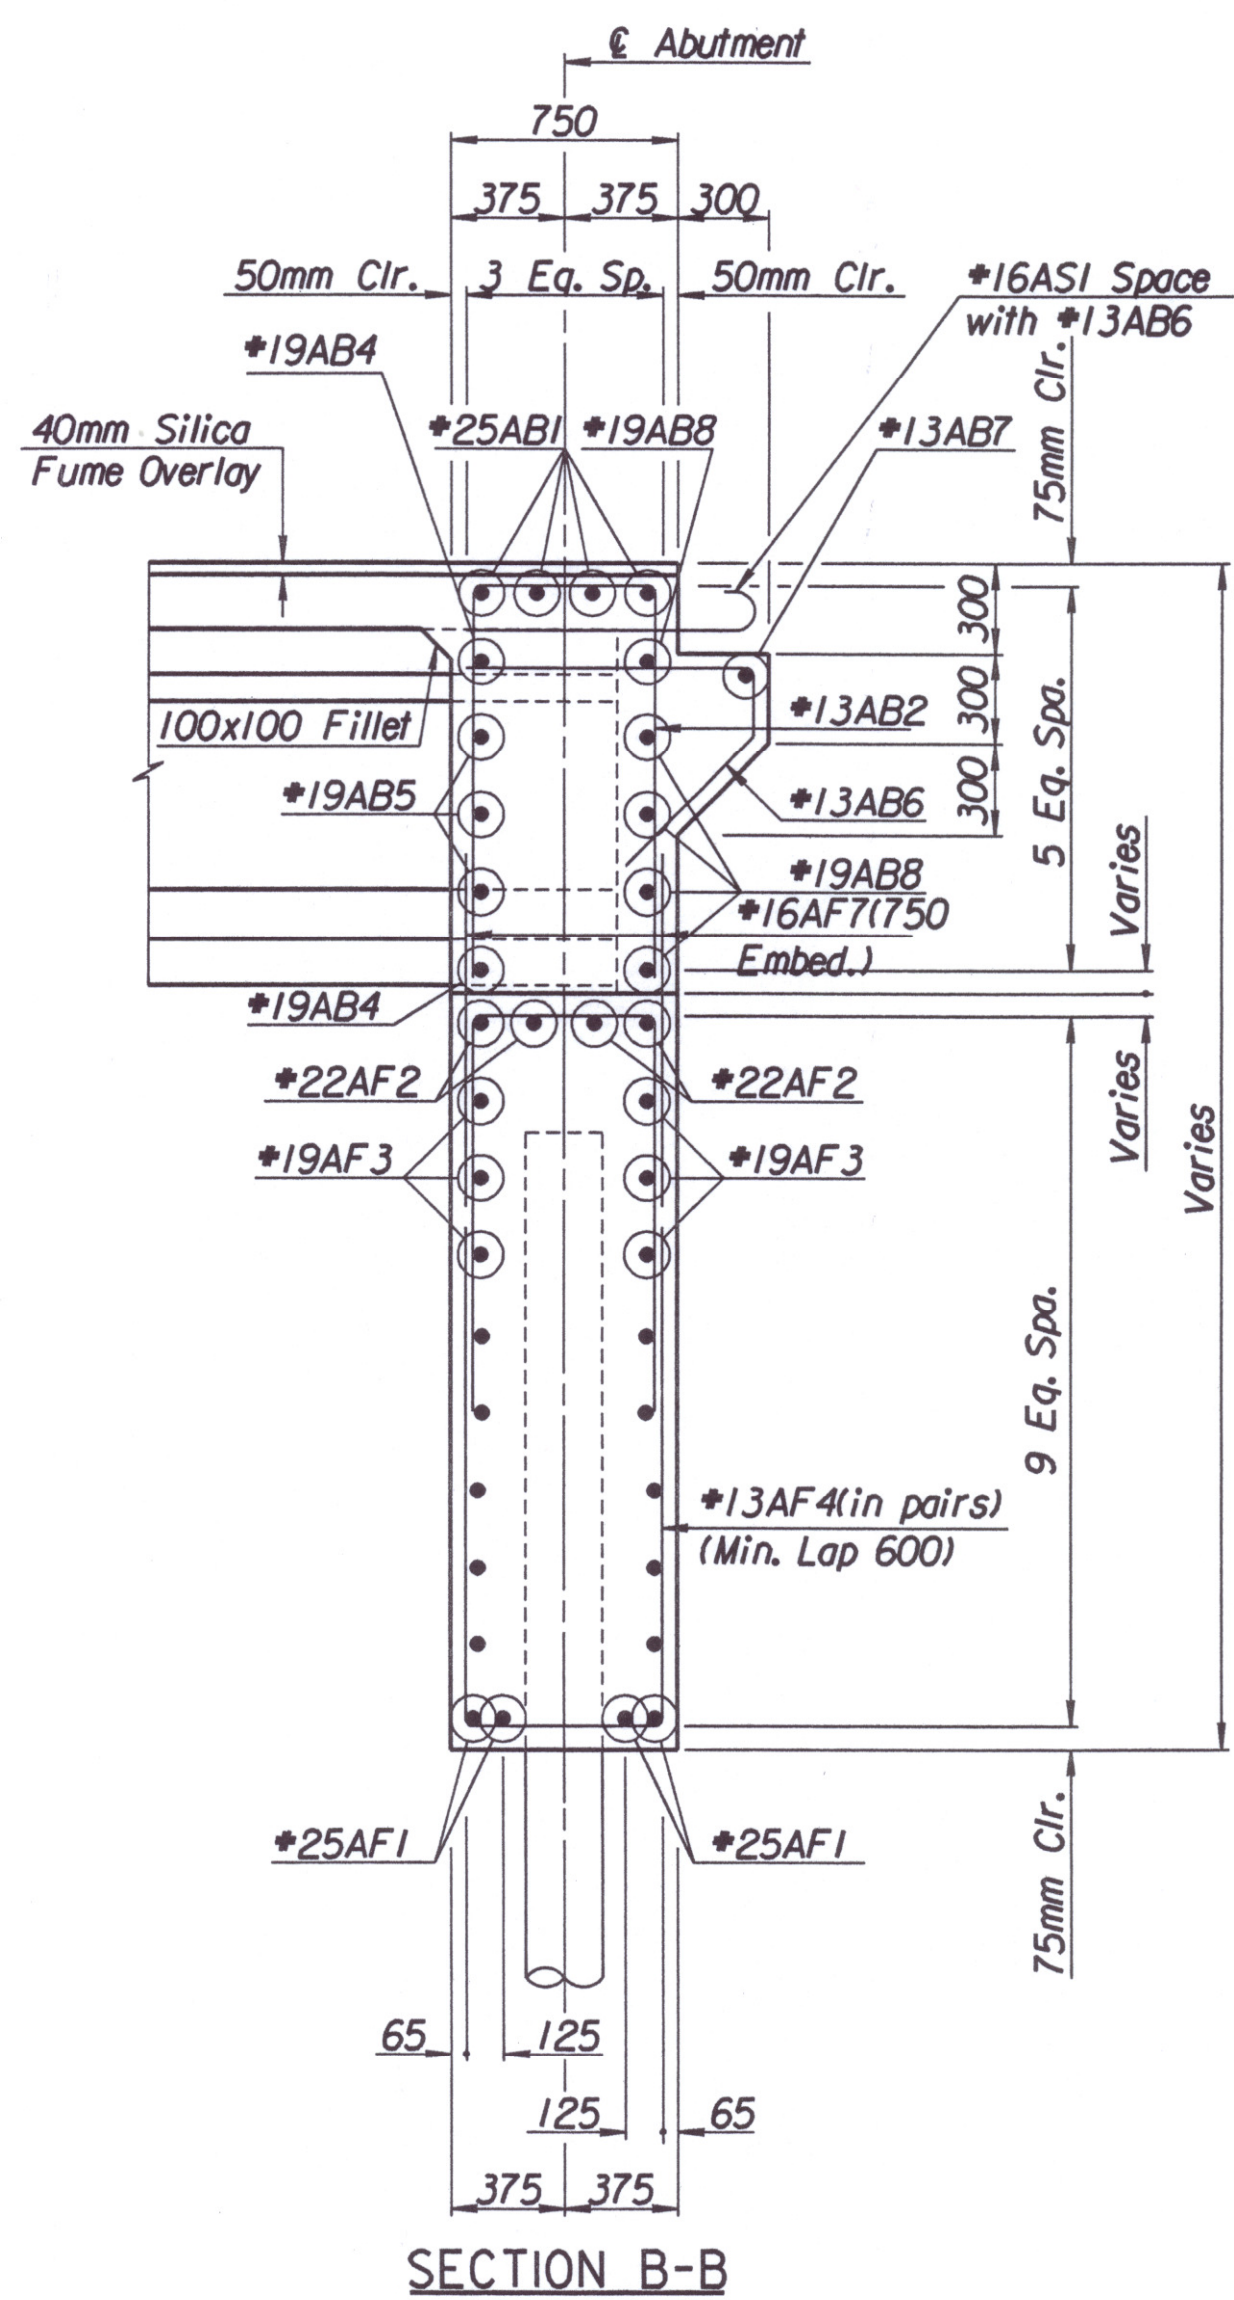 ℄ Abutment
750
375 375 300
50mm Clr. 3 Eq. Sp. 50mm Clr.
#16AS1 Space
with #13AB6
#19AB4
75mm Clr.
40mm Silica
Fume Overlay
#25AB1 #19AB8
#13AB7
300
300
300
100x100 Fillet
#13AB2
#19AB5
#13AB6
5 Eq. Spa.
Varies
#19AB8
#16AF7(750
Embed.)
#19AB4
#22AF2
#22AF2
Varies
#19AF3
#19AF3
Varies
9 Eq. Spa.
#13AF4(in pairs)
(Min. Lap 600)
#25AF1
#25AF1
75mm Clr.
65 125
125 65
375 375
SECTION B-B